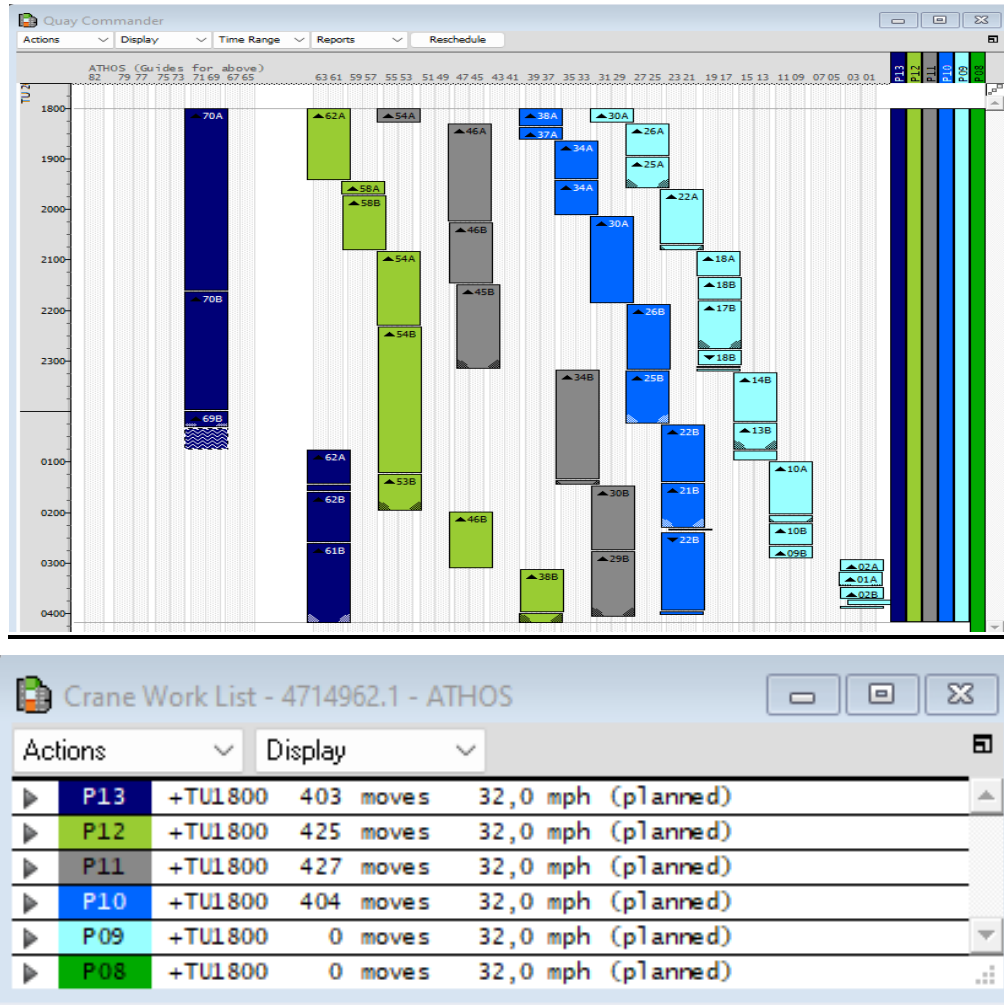 Quay Commander
Actions Display Time Range Reports Reschedule
ATHOS (Guides for above)
82 79 77 75 73 71 69 67 65 63 61 59 57 55 53 51 49 47 45 43 41 39 37 35 33 31 29 27 25 23 21 19 17 15 13 11 09 07 05 03 01
P13 P12 P11 P10 P09 P08
1800 70A 62A 54A 38A 30A
46A 37A 26A
34A
1900 25A
58A 34A
58B 22A
2000
46B 30A
2100 54A 18A
18B
45B
70B 17B
2200 26B
54B
18B
2300
34B 25B 14B
69B
22B 13B
62A
0100 10A
53B
62B 30B 21B
0200
46B
10B
22B
61B 09B
29B
0300 02A
38B 01A
02B
0400
Crane Work List - 4714962.1 - ATHOS
Actions Display
P13 +TU1800 403 moves 32,0 mph (planned)
P12 +TU1800 425 moves 32,0 mph (planned)
P11 +TU1800 427 moves 32,0 mph (planned)
P10 +TU1800 404 moves 32,0 mph (planned)
P09 +TU1800 0 moves 32,0 mph (planned)
P08 +TU1800 0 moves 32,0 mph (planned)